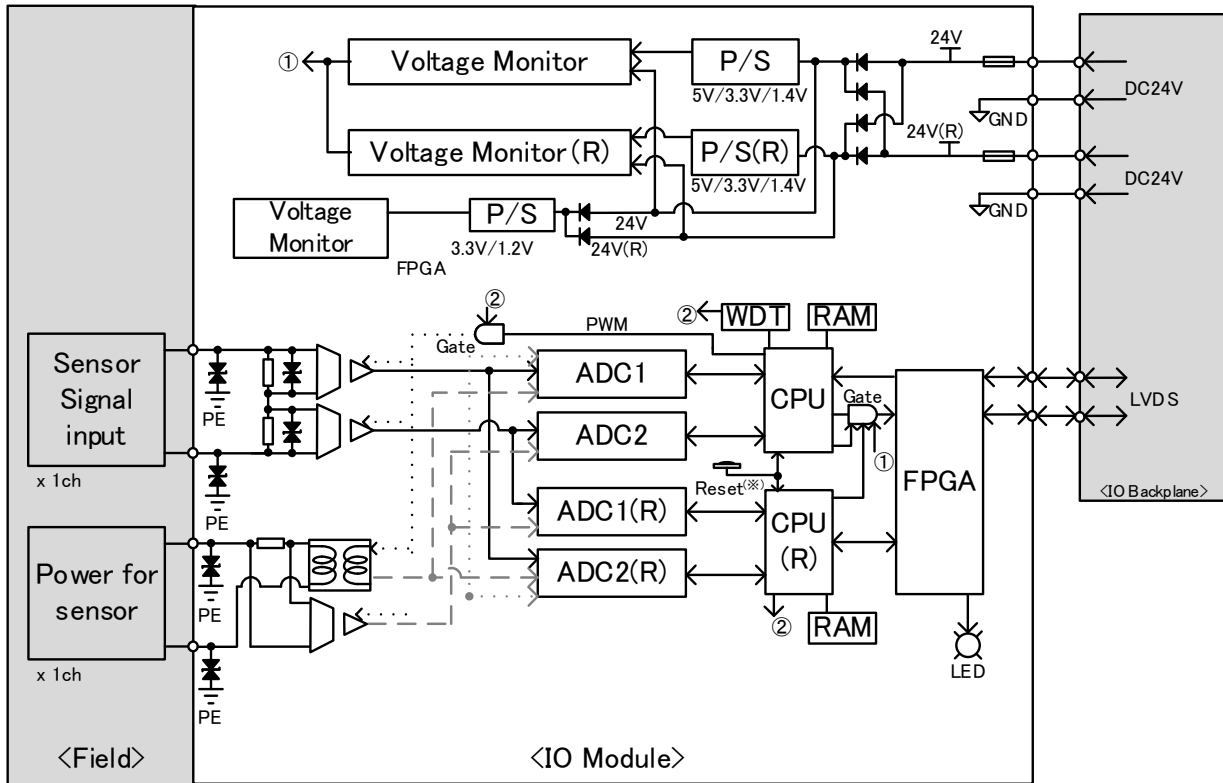 24V
①
Voltage Monitor
P/S
DC24V
5V/3.3V/1.4V
GND
24V(R)
Voltage Monitor(R)
P/S(R)
DC24V
5V/3.3V/1.4V
GND
Voltage
Monitor
P/S
24V
3.3V/1.2V
24V(R)
FPGA
②
②
WDT
RAM
PWM
Gate
Sensor
Signal
input
x 1ch
PE
PE
ADC1
CPU
Gate
LVDS
ADC2
①
FPGA
Reset(※)
<IO Backplane>
ADC1(R)
CPU
(R)
Power for
sensor
x 1ch
PE
PE
ADC2(R)
②
RAM
LED
<Field>
<IO Module>